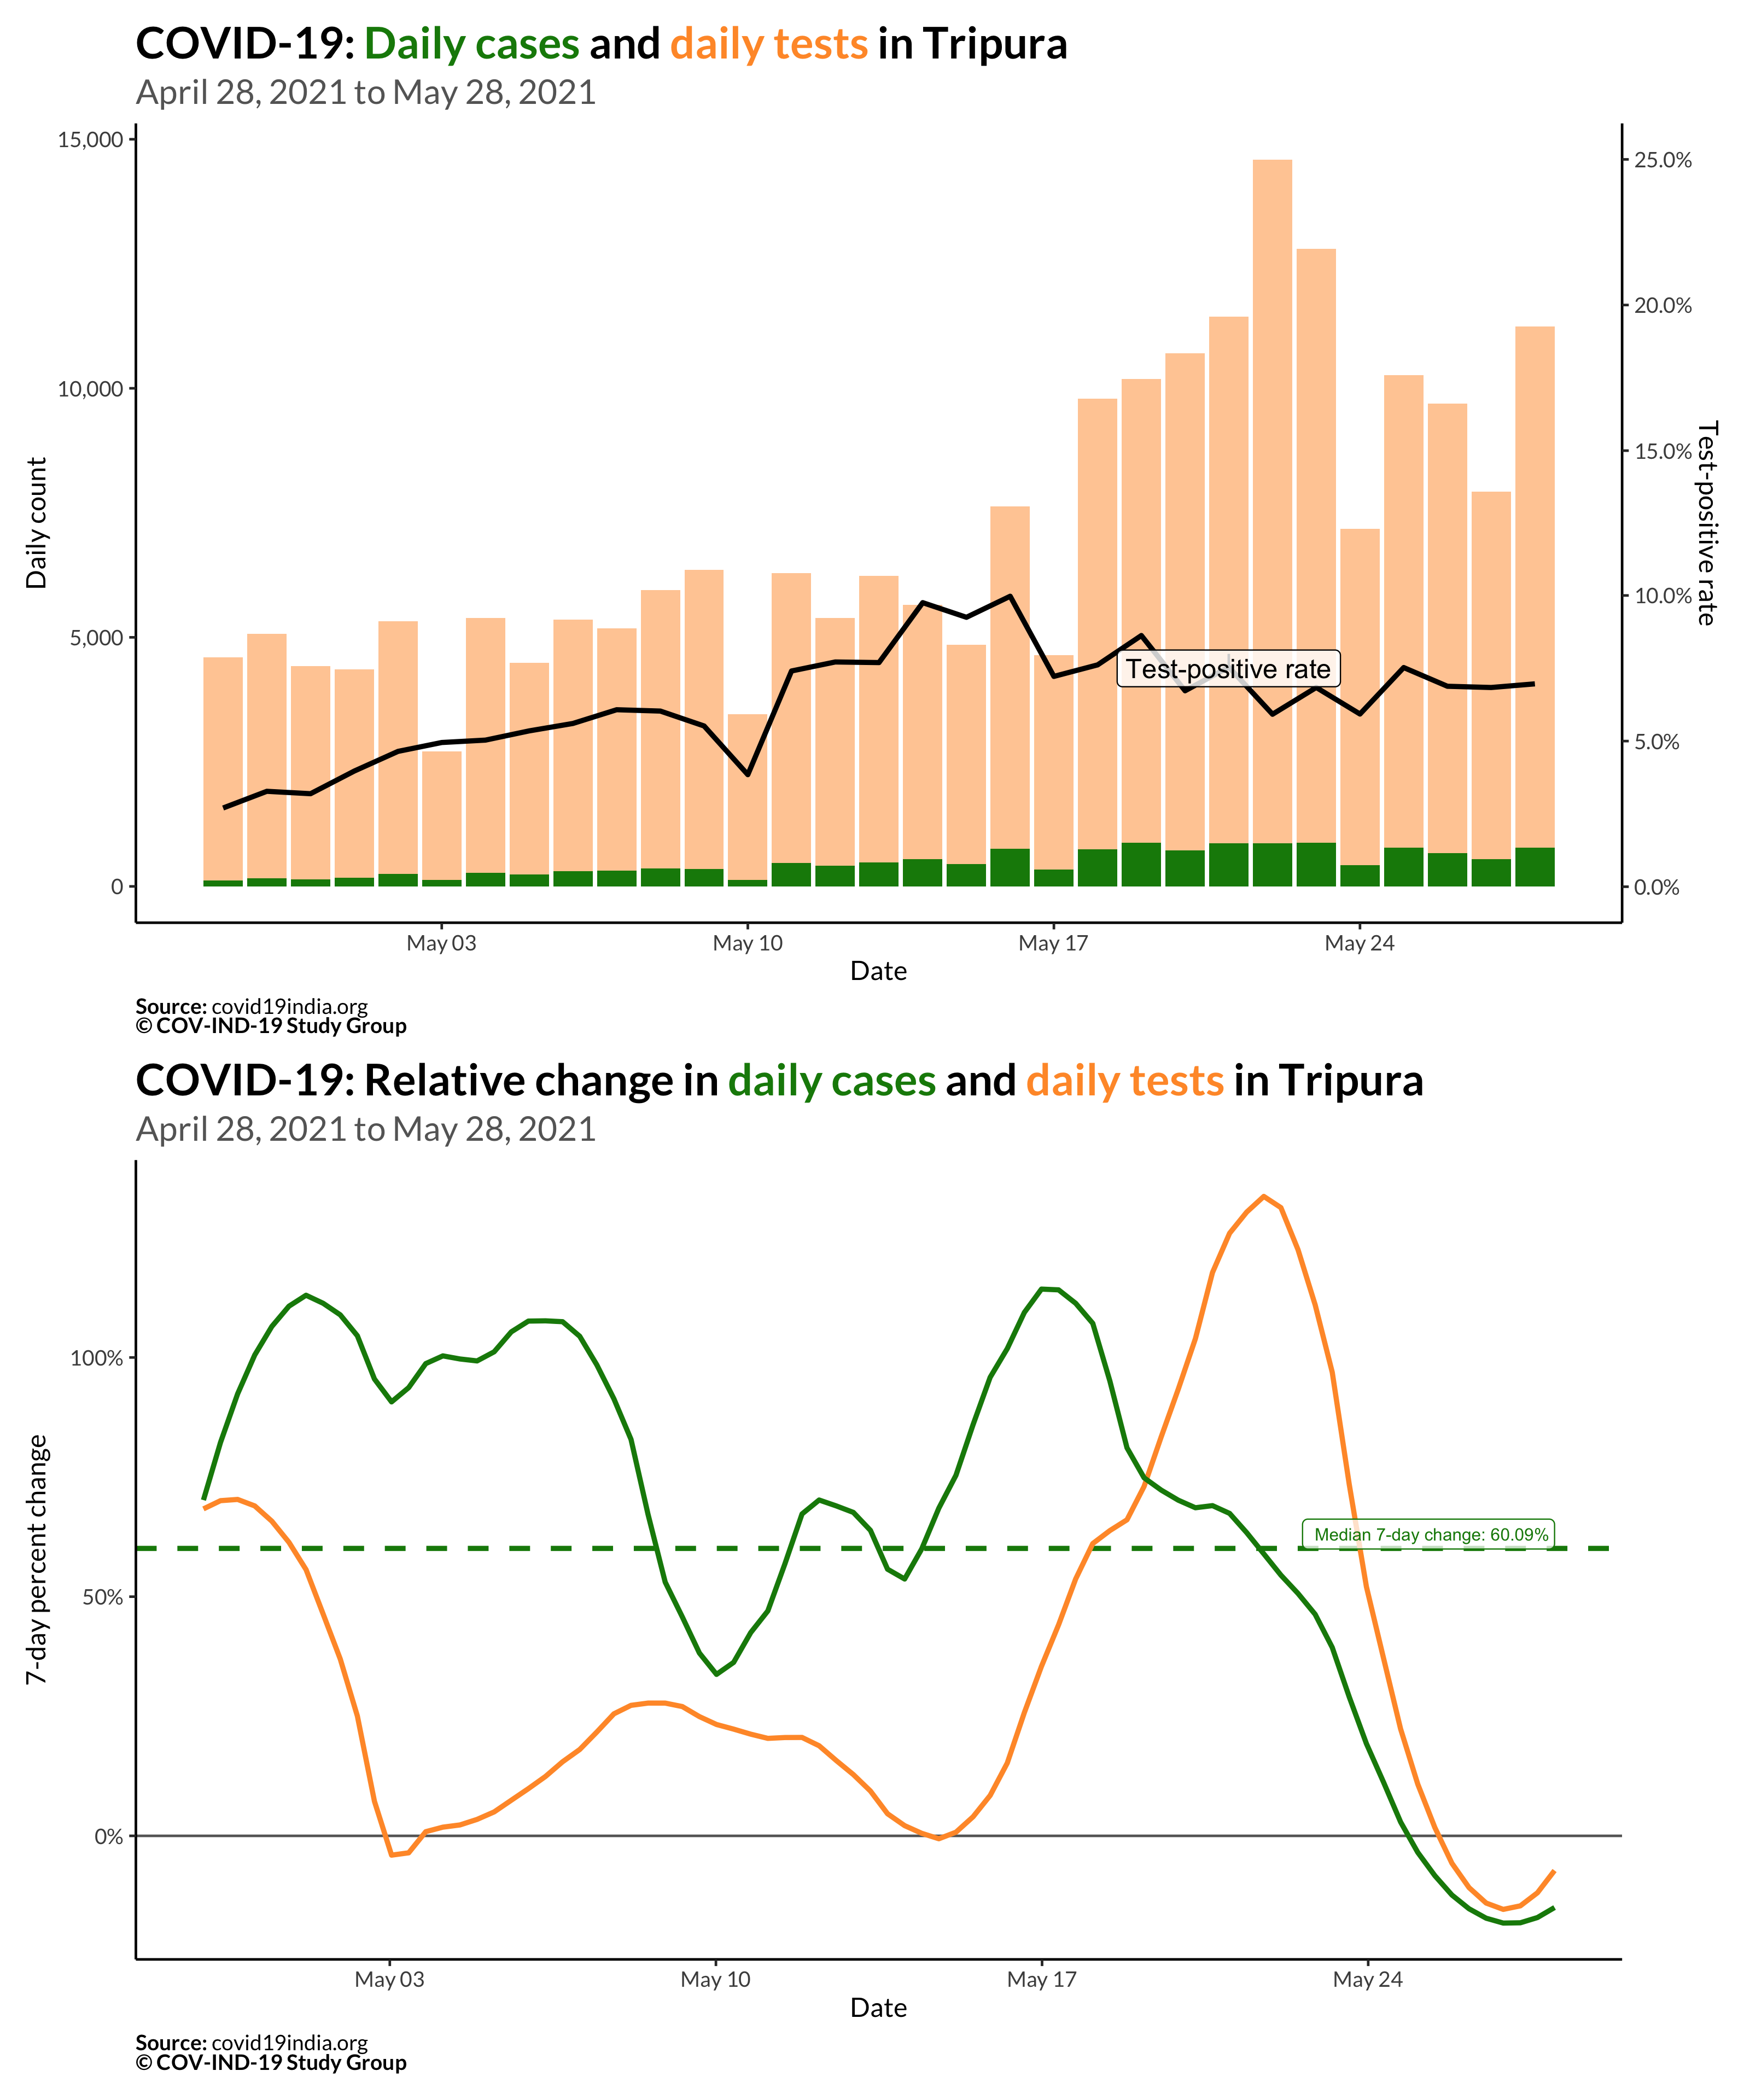 COVID-19: Daily cases and daily tests in Tripura
April 28, 2021 to May 28, 2021
15,000
10,000
5,000
0
Daily count
25.0%
20.0%
15.0%
10.0%
5.0%
0.0%
Test-positive rate
Test-positive rate
May 03
May 10
May 17
May 24
Date
Source: covid19india.org
© COV-IND-19 Study Group
COVID-19: Relative change in daily cases and daily tests in Tripura
April 28, 2021 to May 28, 2021
100%
50%
0%
7-day percent change
Median 7-day change: 60.09%
May 03
May 10
May 17
May 24
Date
Source: covid19india.org
© COV-IND-19 Study Group